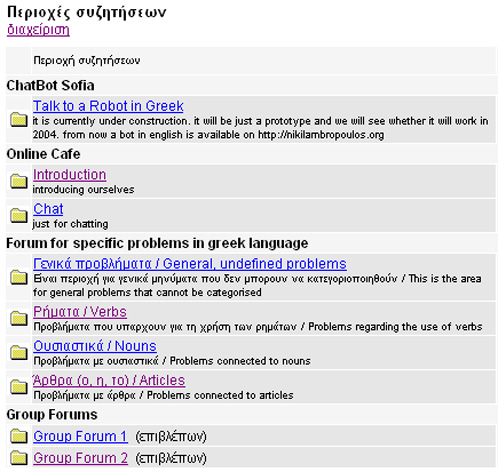 Περιοχές συζητήσεων
διαχείριση
Περιοχή συζητήσεων
ChatBot Sofia
Talk to a Robot in Greek
it is currently under construction. it will be just a prototype and we will see whether it will work in
2004. from now a bot in english is available on http://nikilambropoulos.org
Online Cafe
Introduction
introducing ourselves
Chat
just for chatting
Forum for specific problems in greek language
Γενικά προβλήματα / General, undefined problems
Είναι περιοχή για γενικά μηνύματα που δεν μπορουν να κατεγοριοποιηθούν / This is the area
for general problems that cannot be categorised
Ρήματα / Verbs
Προβλήματα που υπαρχουν για τη χρήση των ρημάτων / Problems regarding the use of verbs
Ουσιαστικά / Nouns
Προβλήματα με ουσιαστικά / Problems connected to nouns
Άρθρα (ο, η, το) / Articles
Προβλήματα με άρθρα / Problems connected to articles
Group Forums
Group Forum 1 (επιβλέπων)
Group Forum 2 (επιβλέπων)